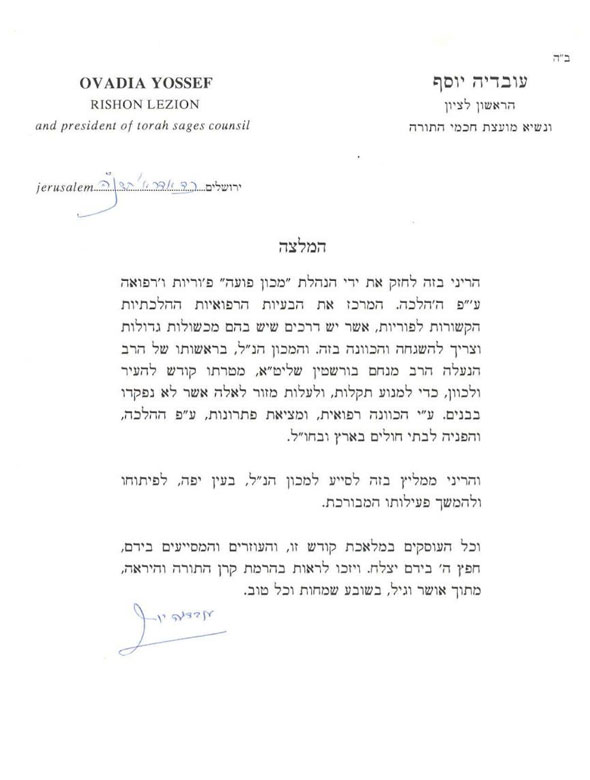 ב"ה
OVADIA YOSSEF
RISHON LEZION
and president of torah sages counsil
עובדיה יוסף
הראשון לציון
ונשיא מועצת חכמי התורה
jerusalem כד אדר א' ירושלים
המלצה
הריני בזה לחזק את ידי הנהלת "מכון פועה" פ'וריות ו'רפואה
ע'"פ ה'הלכה. המרכז את הבעיות הרפואיות ההלכתיות
הקשורות לפוריות, אשר יש דרכים שיש בהם מכשולות גדולות
וצריך להשגחה והכוונה בזה. והמכון הנ"ל, בראשותו של הרב
הנעלה הרב מנחם בורשטין שליט"א, מטרתו קודש להעיר
ולכוון, כדי למנוע תקלות, ולעלות מזור לאלה אשר לא נפקדו
בבנים. ע"י הכוונה רפואית, ומציאת פתרונות, ע"פ ההלכה,
והפניה לבתי חולים בארץ ובחו"ל.
והריני ממליץ בזה לסייע למכון הנ"ל, בעין יפה, לפיתוחו
ולהמשך פעילותו המבורכת.
וכל העוסקים במלאכת קודש זו, והעוזרים והמסייעים בידם,
חפץ ה' בידם יצלח. ויזכו לראות בהרמת קרן התורה והיראה,
מתוך אושר וגיל, בשובע שמחות וכל טוב.
עובדיה יוסף